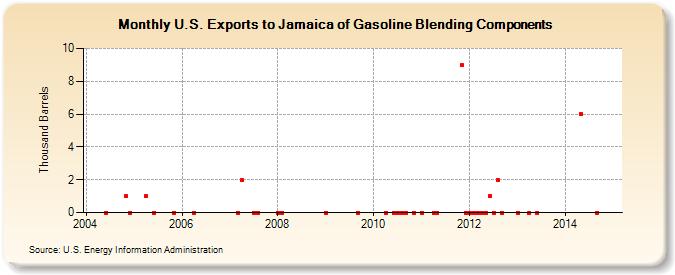 Monthly U.S. Exports to Jamaica of Gasoline Blending Components
Thousand Barrels
10
8
6
4
2
0
2004 2006 2008 2010 2012 2014
Source: U.S. Energy Information Administration